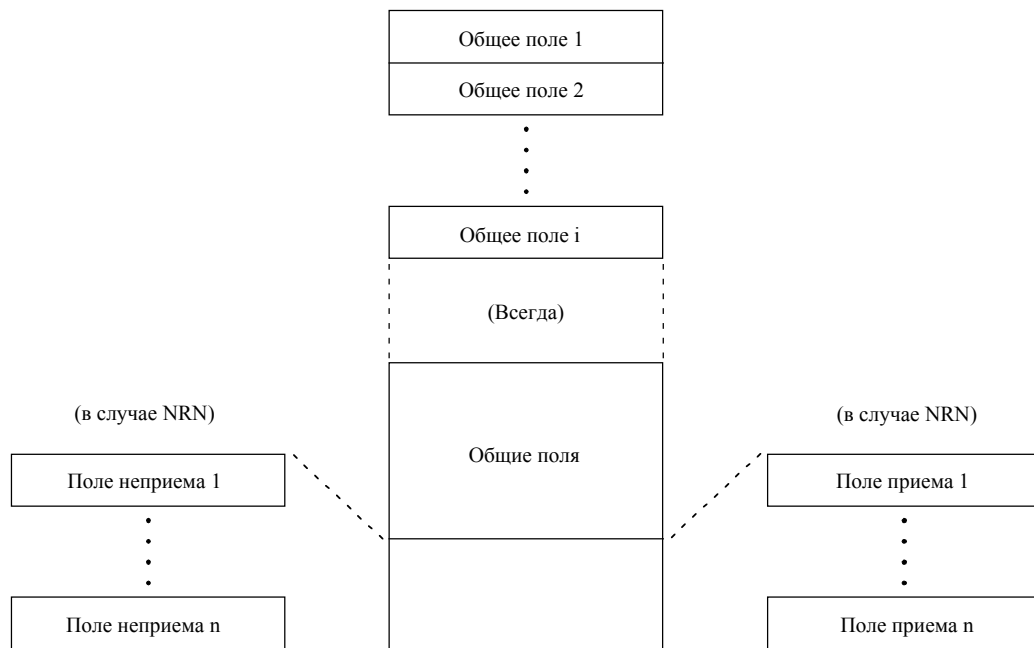 Общее поле 1
Общее поле 2
Общее поле i
(Всегда)
(в случае NRN)
(в случае NRN)
Общие поля
Поле неприема 1
Поле приема 1
Поле неприема n
Поле приема n